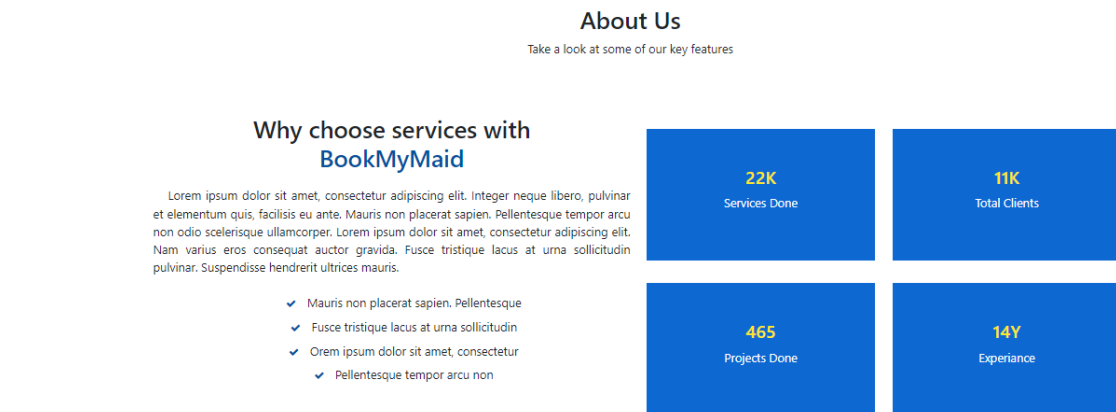 About Us
Take a look at some of our key features
Why choose services with
BookMyMaid
Lorem ipsum dolor sit amet, consectetur adipiscing elit. Integer neque libero, pulvinar
et elementum quis, facilisis eu ante. Mauris non placerat sapien. Pellentesque tempor arcu
non odio scelerisque ullamcorper. Lorem ipsum dolor sit amet, consectetur adipiscing elit.
Nam varius eros consequat auctor gravida. Fusce tristique lacus at urna sollicitudin
pulvinar. Suspendisse hendrerit ultrices mauris.
Mauris non placerat sapien. Pellentesque
Fusce tristique lacus at urna sollicitudin
Orem ipsum dolor sit amet, consectetur
Pellentesque tempor arcu non
22K
Services Done
11K
Total Clients
465
Projects Done
14Y
Experiance